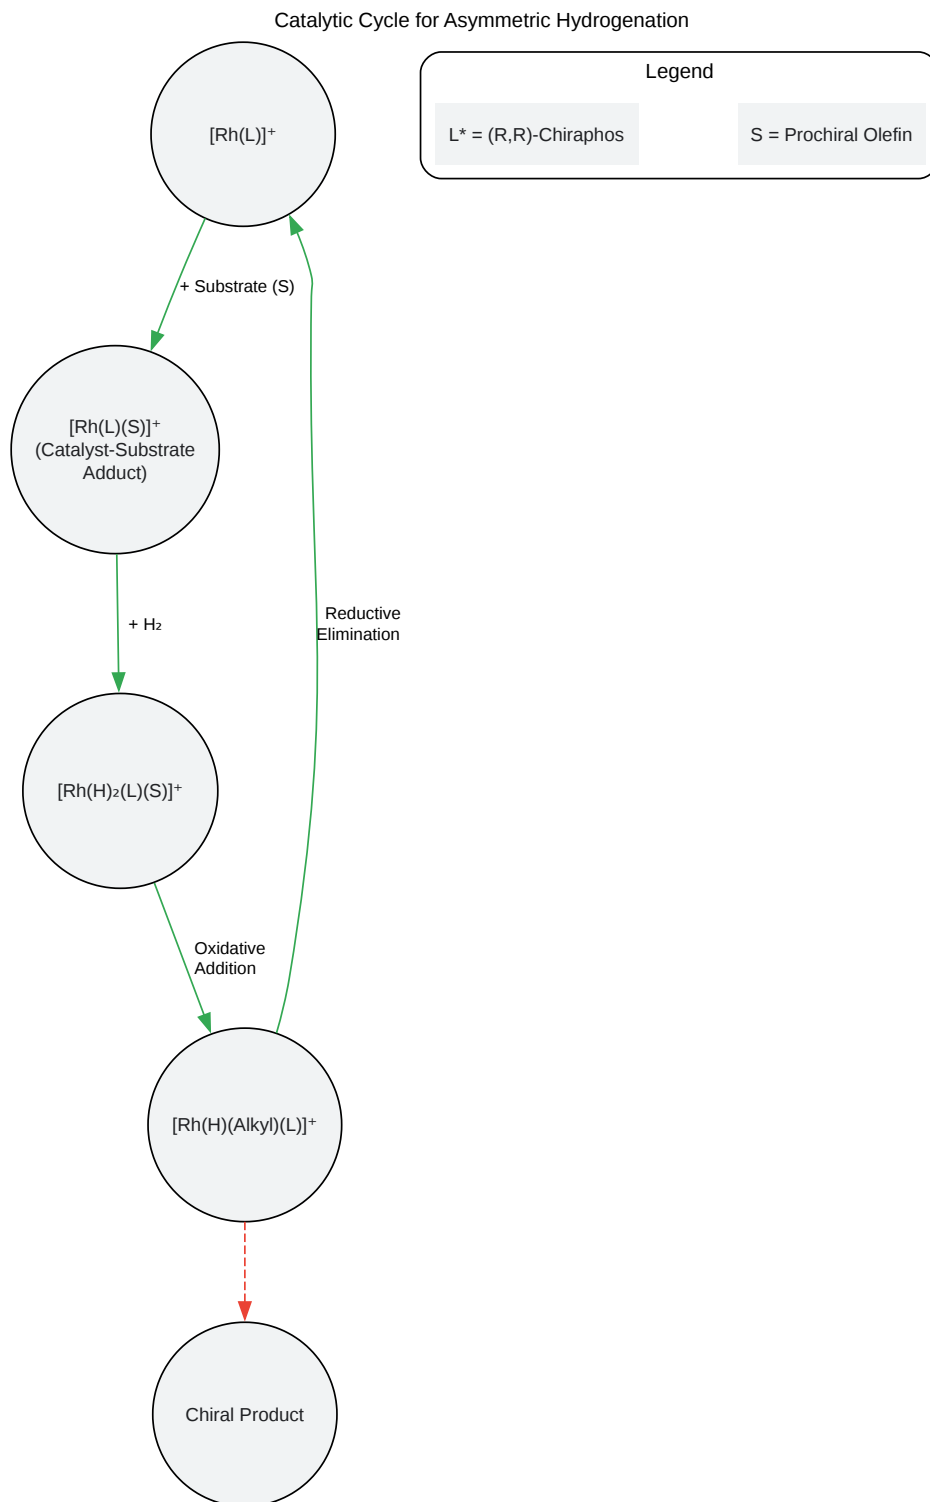 Catalytic Cycle for Asymmetric Hydrogenation
Legend
L* = (R,R)-Chiraphos
S = Prochiral Olefin
[Rh(L)]⁺
+ Substrate (S)
[Rh(L)(S)]⁺
(Catalyst-Substrate
Adduct)
+ H₂
Reductive
Elimination
[Rh(H)₂(L)(S)]⁺
Oxidative
Addition
[Rh(H)(Alkyl)(L)]⁺
Chiral Product